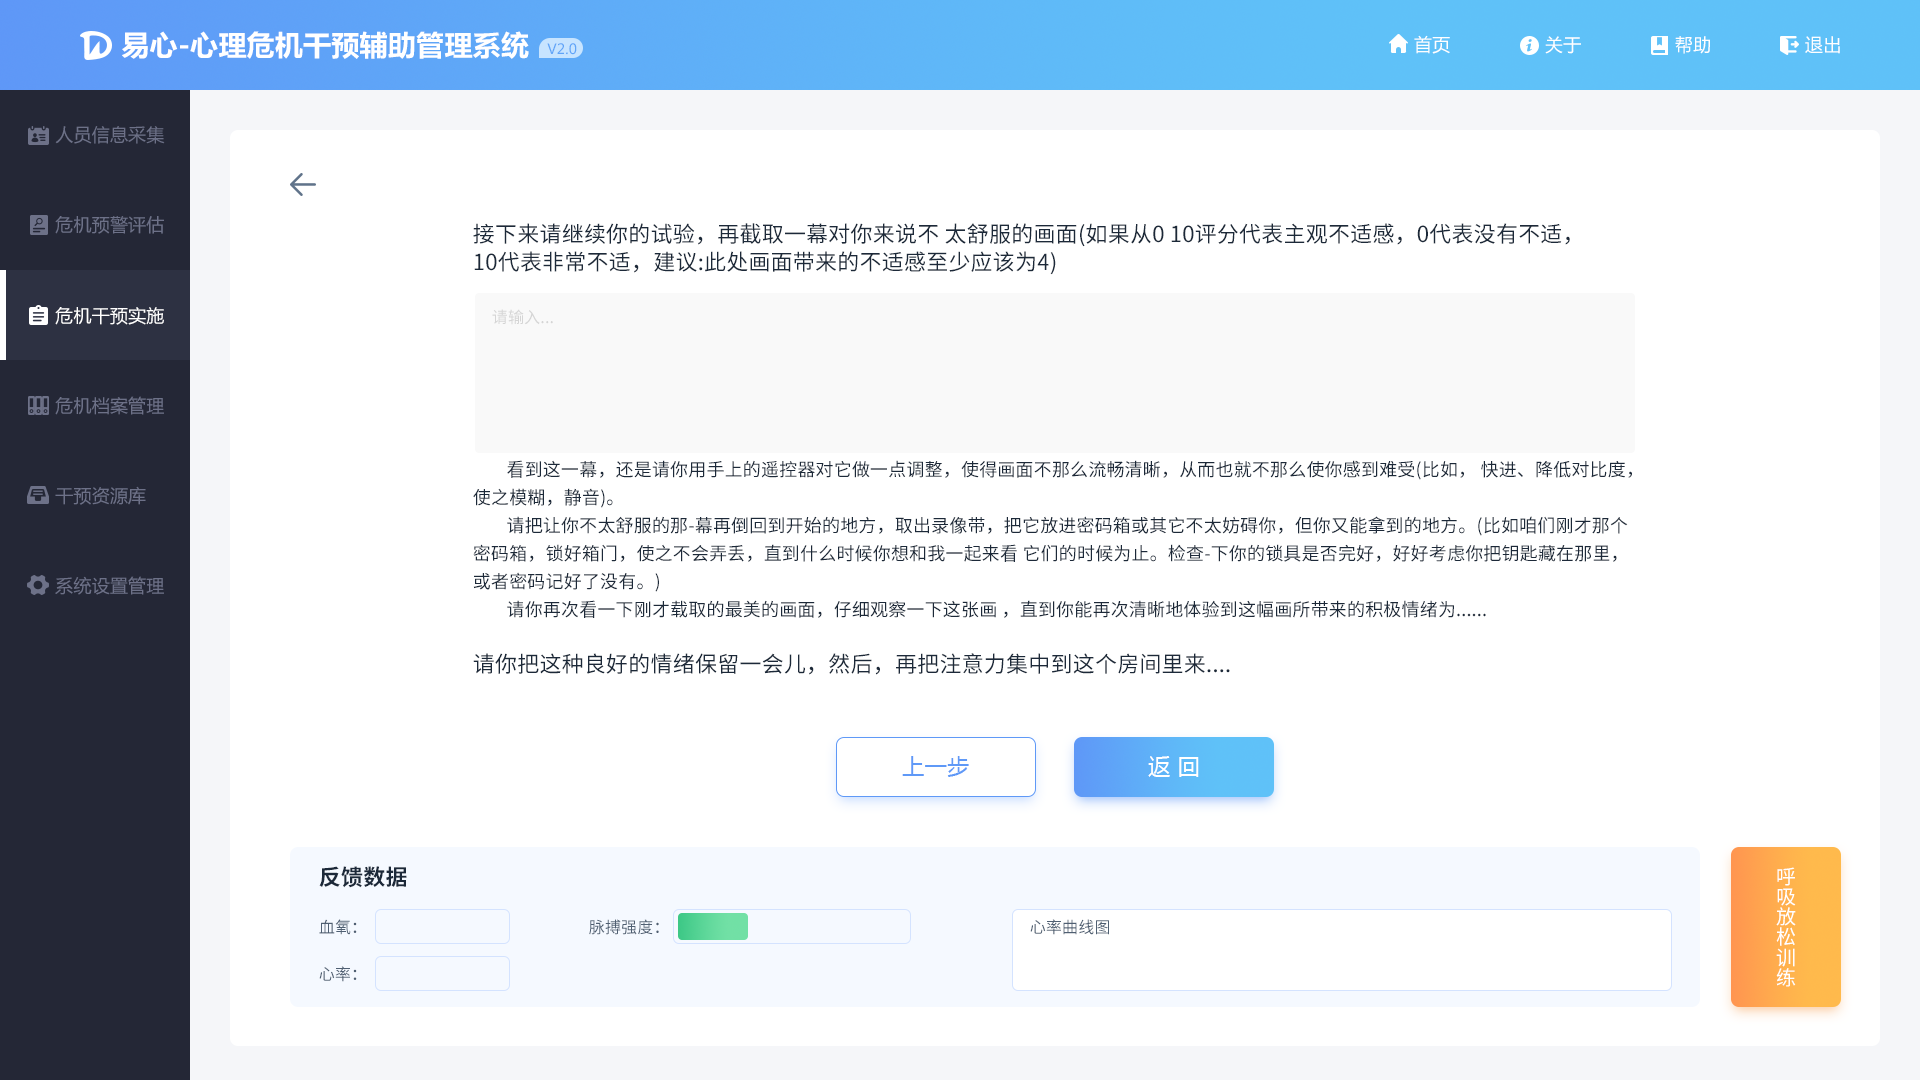 易心-心理危机干预辅助管理系统 V2.0
首页
关于
帮助
退出
人员信息采集
危机预警评估
危机干预实施
危机档案管理
干预资源库
系统设置管理
接下来请继续你的试验，再截取一幕对你来说不 太舒服的画面(如果从0 10评分代表主观不适感，0代表没有不适，
10代表非常不适，建议:此处画面带来的不适感至少应该为4)
请输入...
看到这一幕，还是请你用手上的遥控器对它做一点调整，使得画面不那么流畅清晰，从而也就不那么使你感到难受(比如， 快进、降低对比度，
使之模糊，静音)。
请把让你不太舒服的那-幕再倒回到开始的地方，取出录像带，把它放进密码箱或其它不太妨碍你，但你又能拿到的地方。(比如咱们刚才那个
密码箱，锁好箱门，使之不会弄丢，直到什么时候你想和我一起来看 它们的时候为止。检查-下你的锁具是否完好，好好考虑你把钥匙藏在那里，
或者密码记好了没有。)
请你再次看一下刚才载取的最美的画面，仔细观察一下这张画 ，直到你能再次清晰地体验到这幅画所带来的积极情绪为......
请你把这种良好的情绪保留一会儿，然后，再把注意力集中到这个房间里来....
上一步
返 回
反馈数据
血氧：
脉搏强度：
心率曲线图
心率：
呼吸放松训练